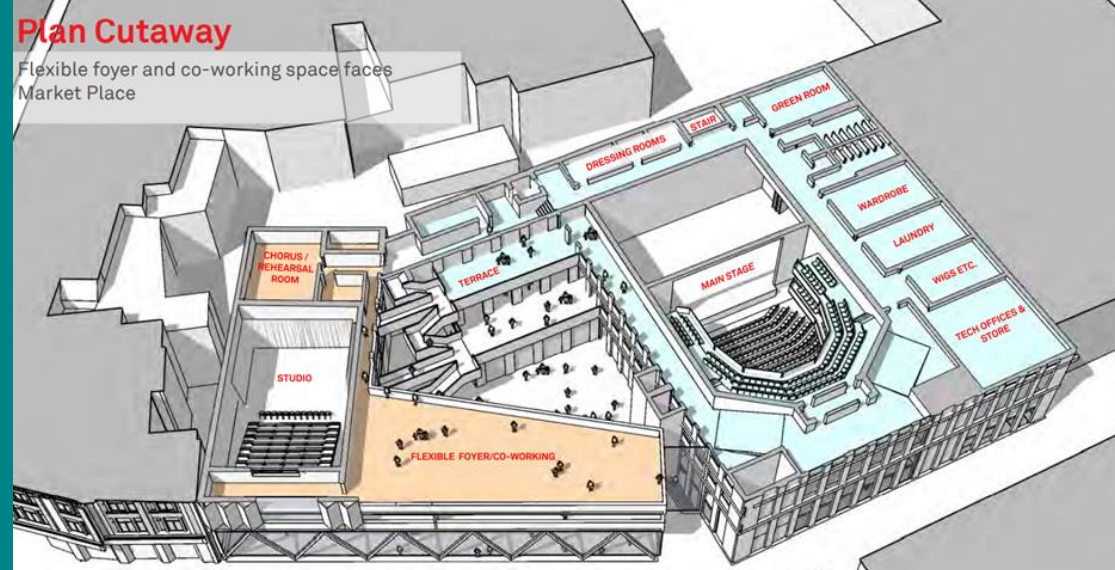 Plan Cutaway
Flexible foyer and co-working space faces
Market Place
GREEN ROOM
STAIR
DRESSING ROOMS
WARDROBE
LAUNDRY
WIGS ETC.
TECH OFFICES &
STORE
MAIN STAGE
TERRACE
CHORUS /
REHEARSAL
ROOM
STUDIO
FLEXIBLE FOYER/CO-WORKING